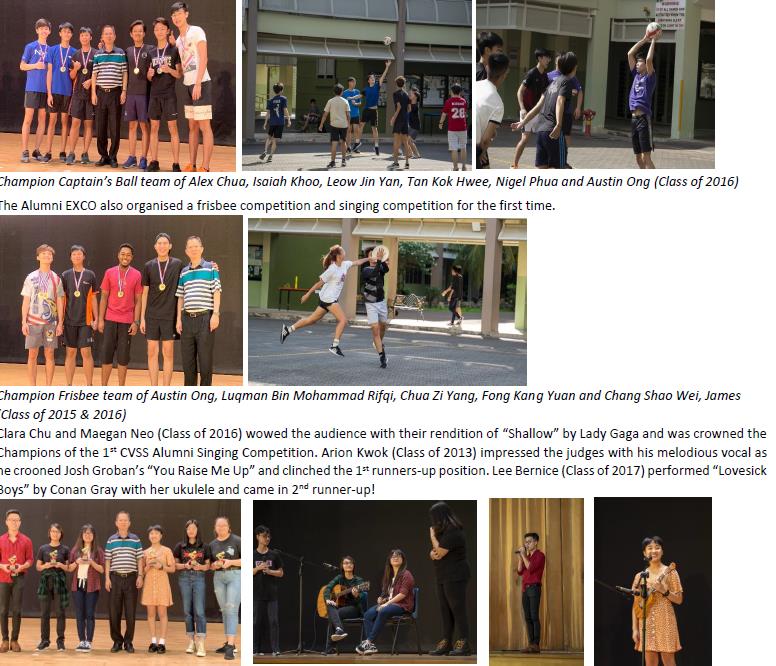 Champion Captain's Ball team of Alex Chua, Isaiah Khoo, Leow Jin Yan, Tan Kok Hwee, Nigel Phua and Austin Ong (Class of 2016)
The Alumni EXCO also organised a frisbee competition and singing competition for the first time.
Champion Frisbee team of Austin Ong, Luqman Bin Mohammad Rifqi, Chua Zi Yang, Fong Kang Yuan and Chang Shao Wei, James
(Class of 2015 & 2016)
Clara Chu and Maegan Neo (Class of 2016) wowed the audience with their rendition of "Shallow" by Lady Gaga and was crowned the
Champions of the 1st CVSS Alumni Singing Competition. Arion Kwok (Class of 2013) impressed the judges with his melodious vocal as
he crooned Josh Groban's "You Raise Me Up" and clinched the 1st runners-up position. Lee Bernice (Class of 2017) performed "Lovesick
Boys" by Conan Gray with her ukulele and came in 2nd runner-up!